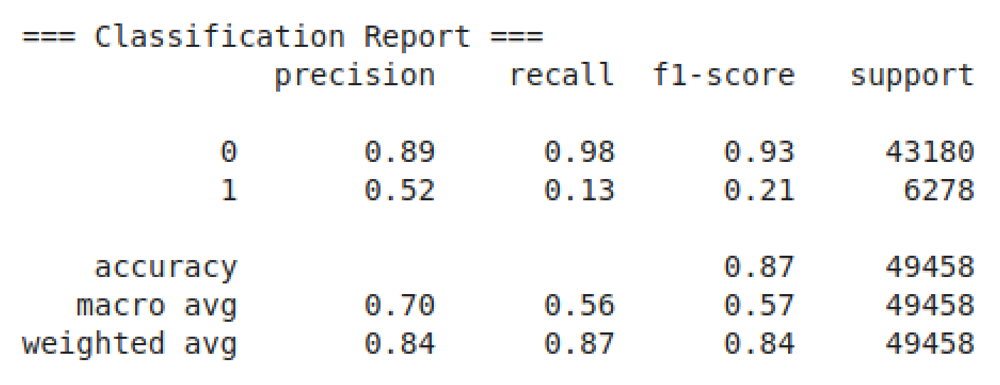 === Classification Report ===
precision recall f1-score support
0 0.89 0.98 0.93 43180
1 0.52 0.13 0.21 6278
accuracy 0.87 49458
macro avg 0.70 0.56 0.57 49458
weighted avg 0.84 0.87 0.84 49458